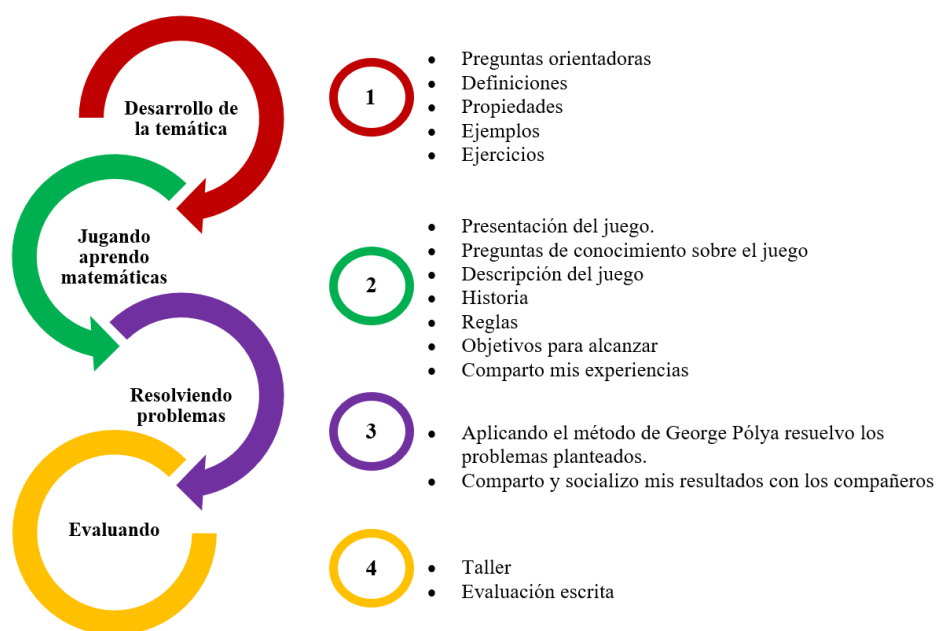 Desarrollo de
la temática
1
• Preguntas orientadoras
• Definiciones
• Propiedades
• Ejemplos
• Ejercicios
Jugando
aprendo
matemáticas
2
• Presentación del juego.
• Preguntas de conocimiento sobre el juego
• Descripción del juego
• Historia
• Reglas
• Objetivos para alcanzar
• Comparto mis experiencias
Resolviendo
problemas
3
• Aplicando el método de George Pólya resuelvo los
problemas planteados.
• Comparto y socializo mis resultados con los compañeros
Evaluando
4
• Taller
• Evaluación escrita